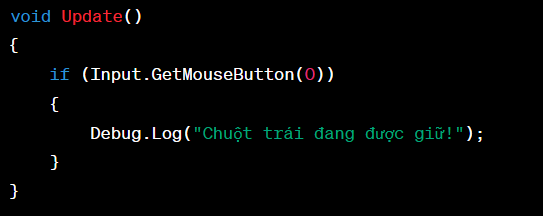 void Update()
{
    if (Input.GetMouseButton(0))
    {
        Debug.Log("Chuột trái đang được giữ!");
    }
}